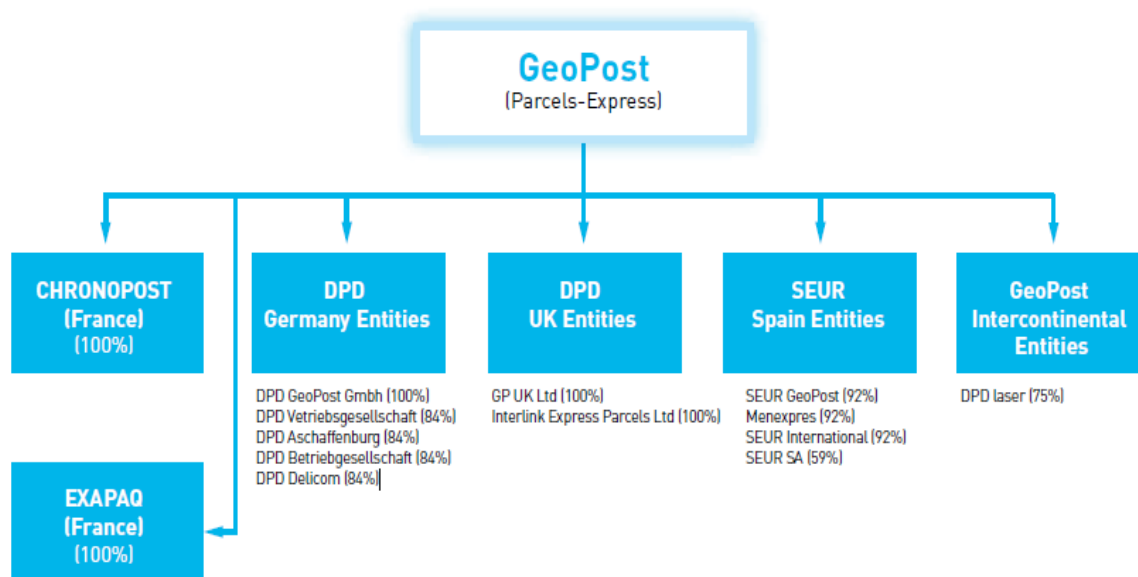 GeoPost
(Parcels-Express)
CHRONOPOST
(France)
(100%)
DPD
Germany Entities
DPD
UK Entities
SEUR
Spain Entities
GeoPost
Intercontinental
Entities
DPD GeoPost Gmbh (100%)
DPD Vetriebsgesellschaft (84%)
DPD Aschaffenburg (84%)
DPD Betriebgesellschaft (84%)
DPD Delicom (84%)
GP UK Ltd (100%)
Interlink Express Parcels Ltd (100%)
SEUR GeoPost (92%)
Menexpres (92%)
SEUR International (92%)
SEUR SA (59%)
DPD laser (75%)
EXAPAQ
(France)
(100%)